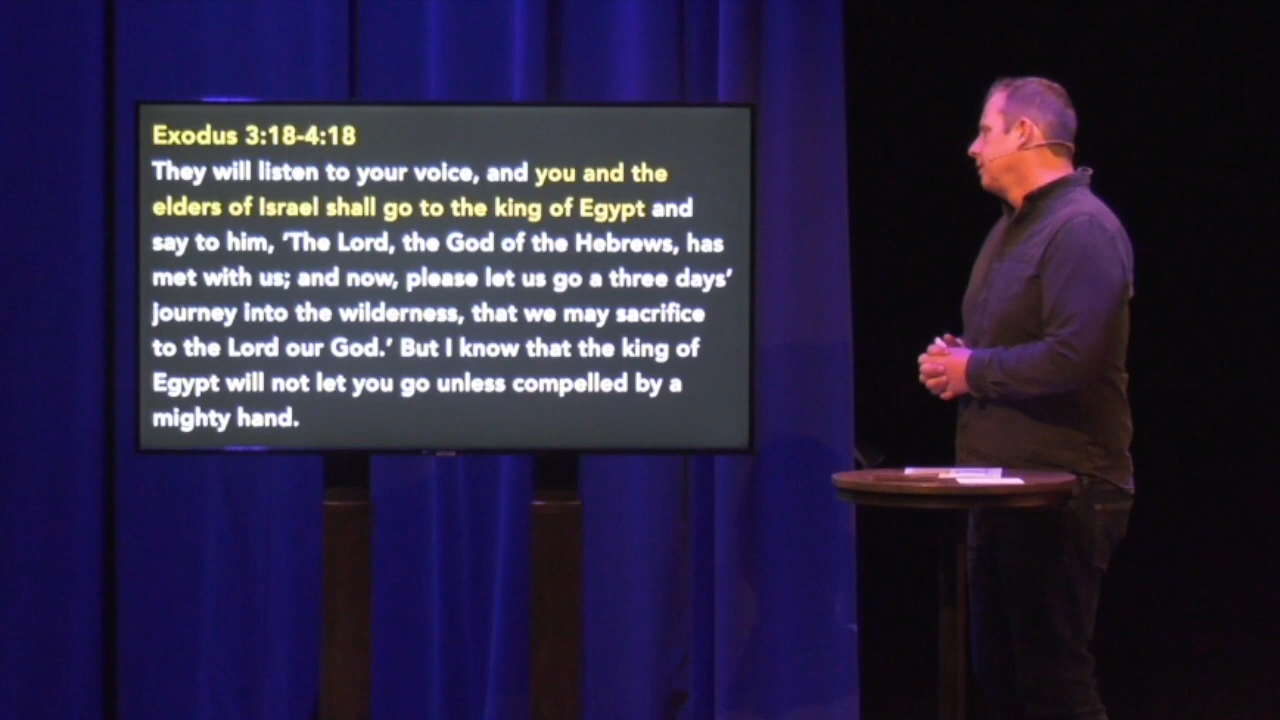 Exodus 3:18-4:18
They will listen to your voice, and you and the
elders of Israel shall go to the king of Egypt and
say to him, ‘The Lord, the God of the Hebrews, has
met with us; and now, please let us go a three days’
journey into the wilderness, that we may sacrifice
to the Lord our God.’ But I know that the king of
Egypt will not let you go unless compelled by a
mighty hand.